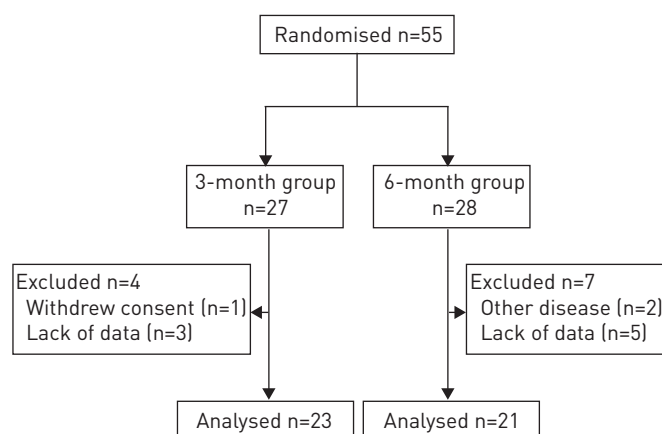 Randomised n=55
3-month group
n=27
6-month group
n=28
Excluded n=4
Withdrew consent (n=1)
Lack of data (n=3)
Excluded n=7
Other disease (n=2)
Lack of data (n=5)
Analysed n=23
Analysed n=21